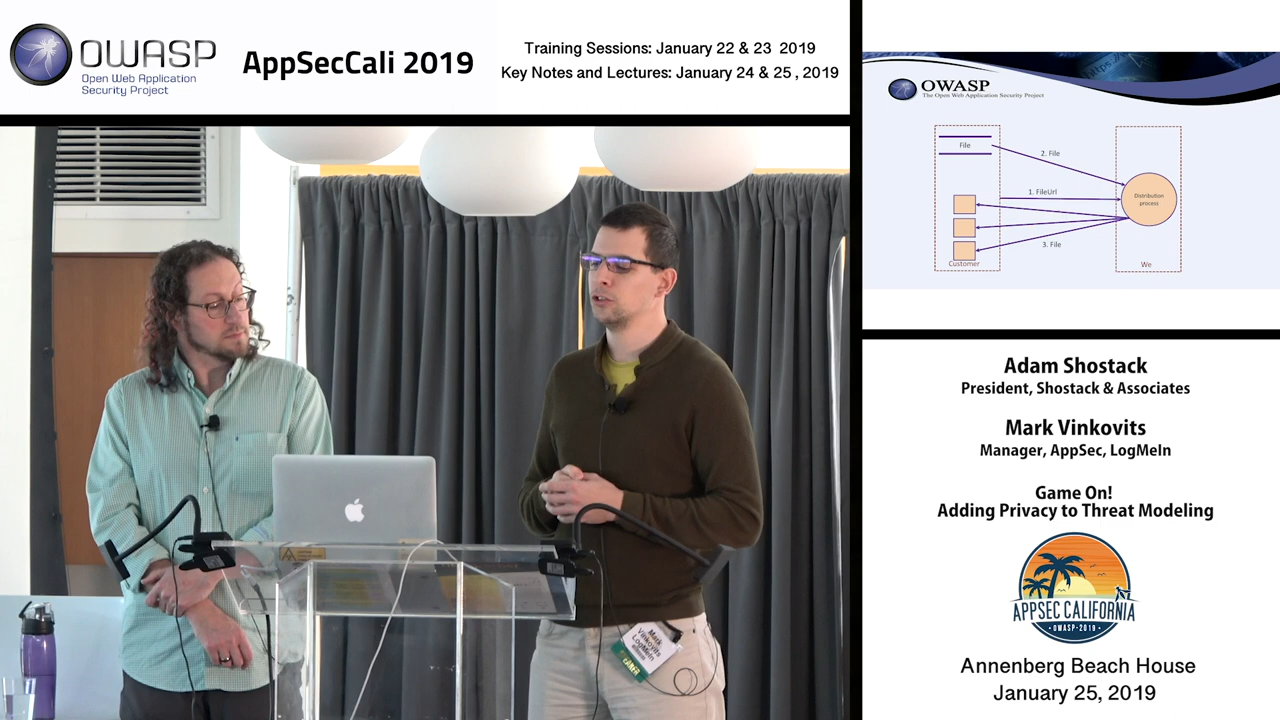 OWASP
Open Web Application
Security Project
AppSecCali 2019
Training Sessions: January 22 & 23 2019
Key Notes and Lectures: January 24 & 25, 2019
OWASP
The Open Web Application Security Project
File
2. File
1. FileUrl
Distribution
process
3. File
Customer
We
Adam Shostack
President, Shostack & Associates
Mark Vinkovits
Manager, AppSec, LogMeIn
Game On!
Adding Privacy to Threat Modeling
APPSEC CALIFORNIA
• OWASP-2019 •
Annenberg Beach House
January 25, 2019
Mark
Vinkovits
LogMeIn